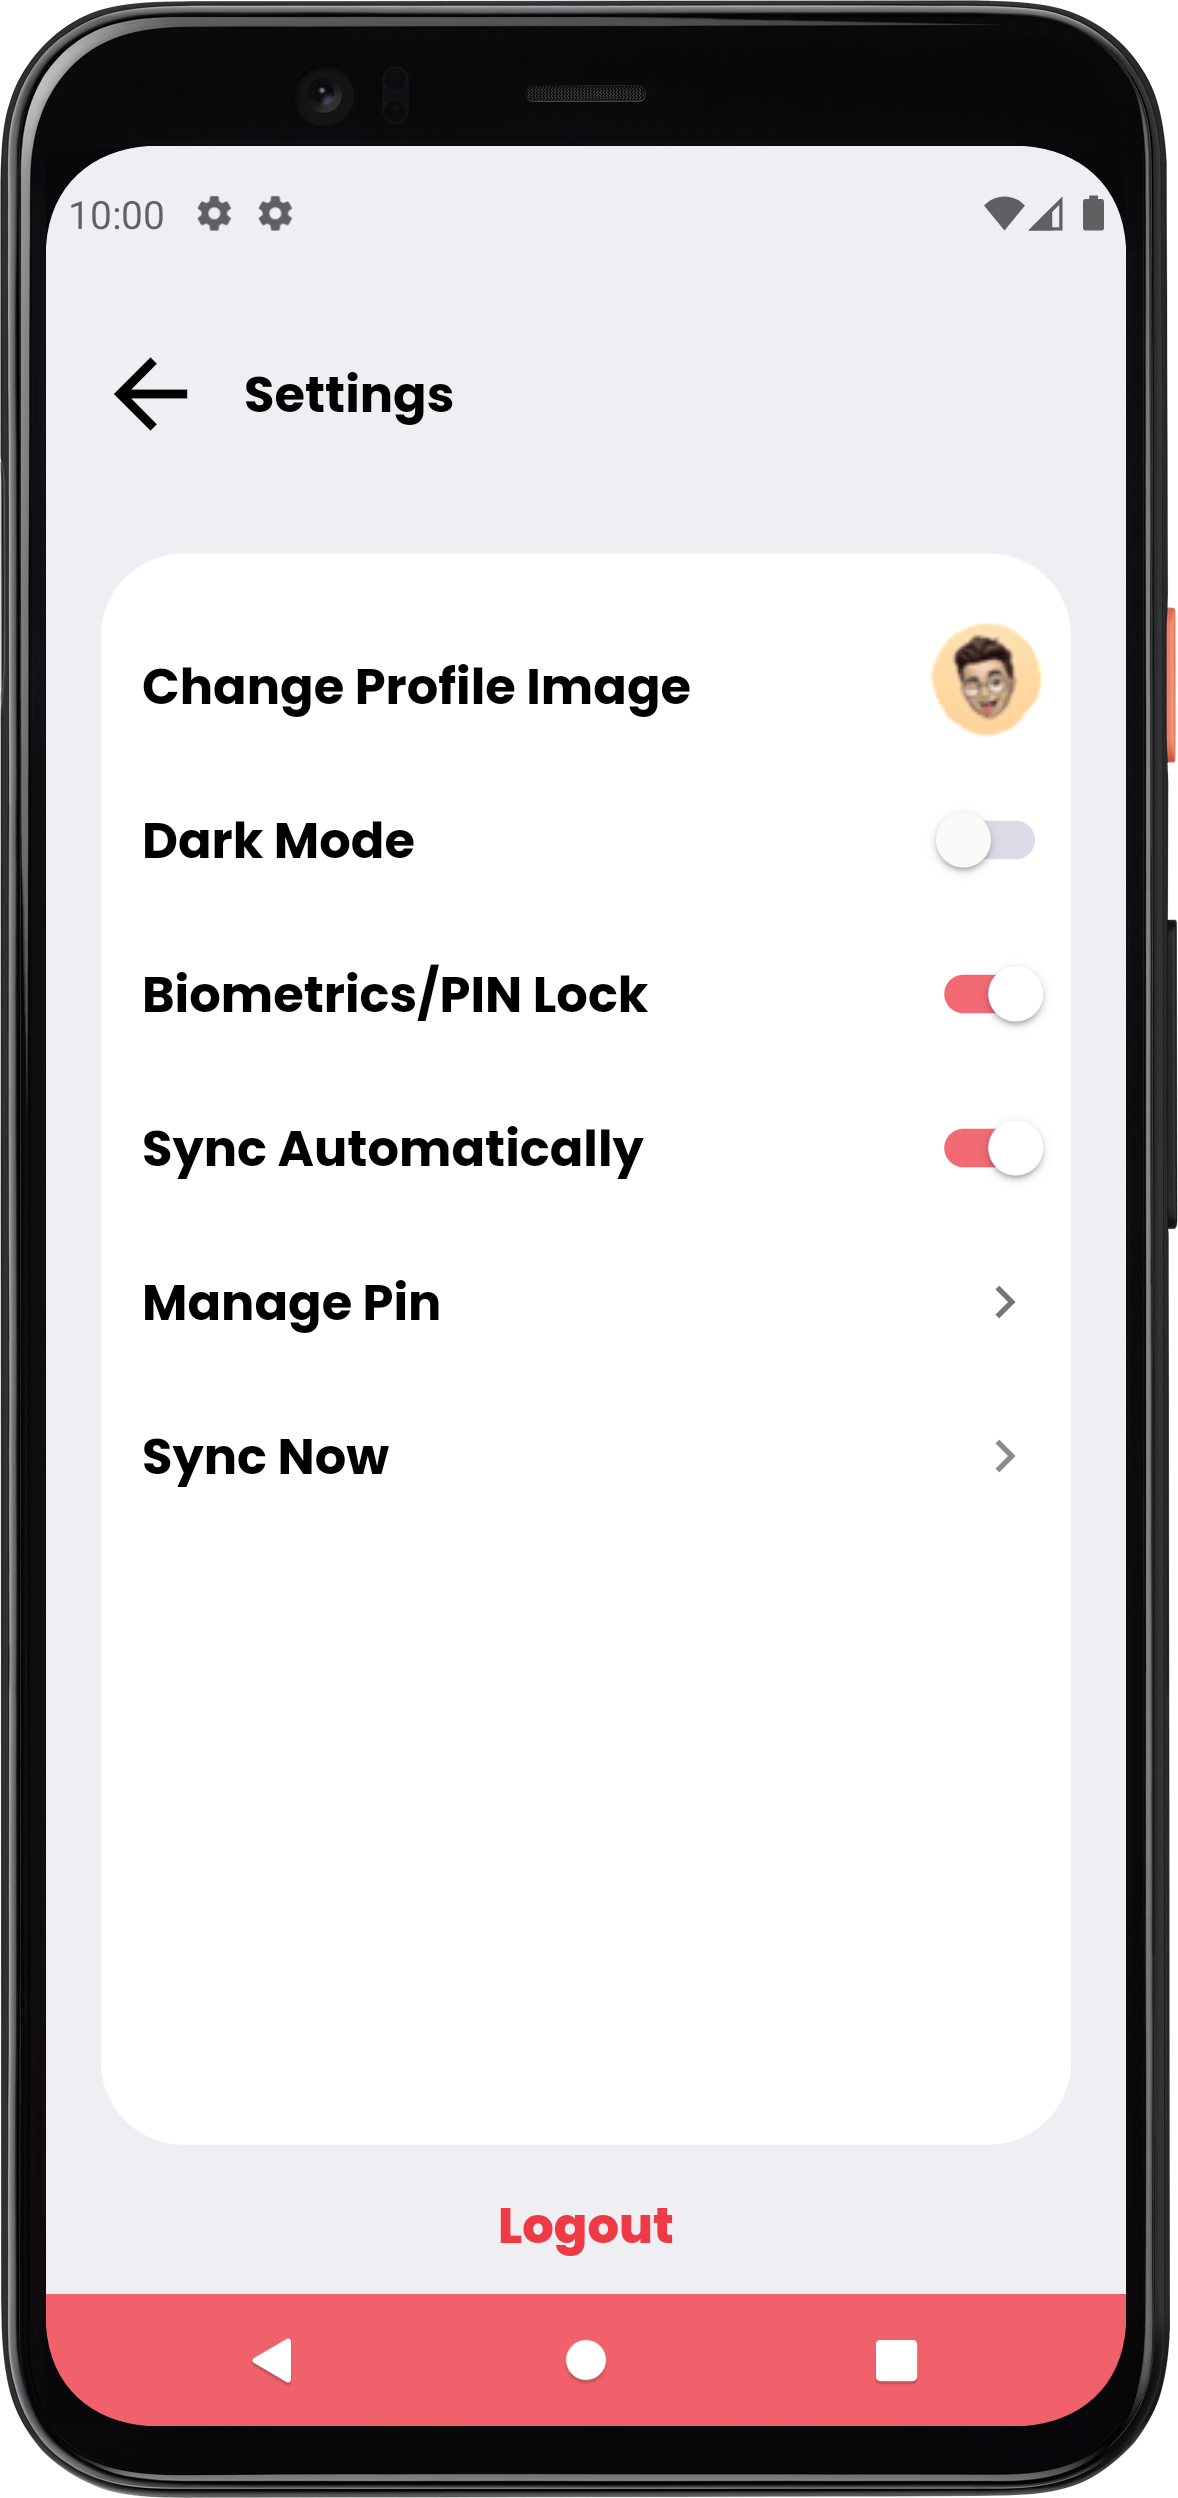 10:00
Settings
Change Profile Image
Dark Mode
Biometrics/PIN Lock
Sync Automatically
Manage Pin
Sync Now
Logout